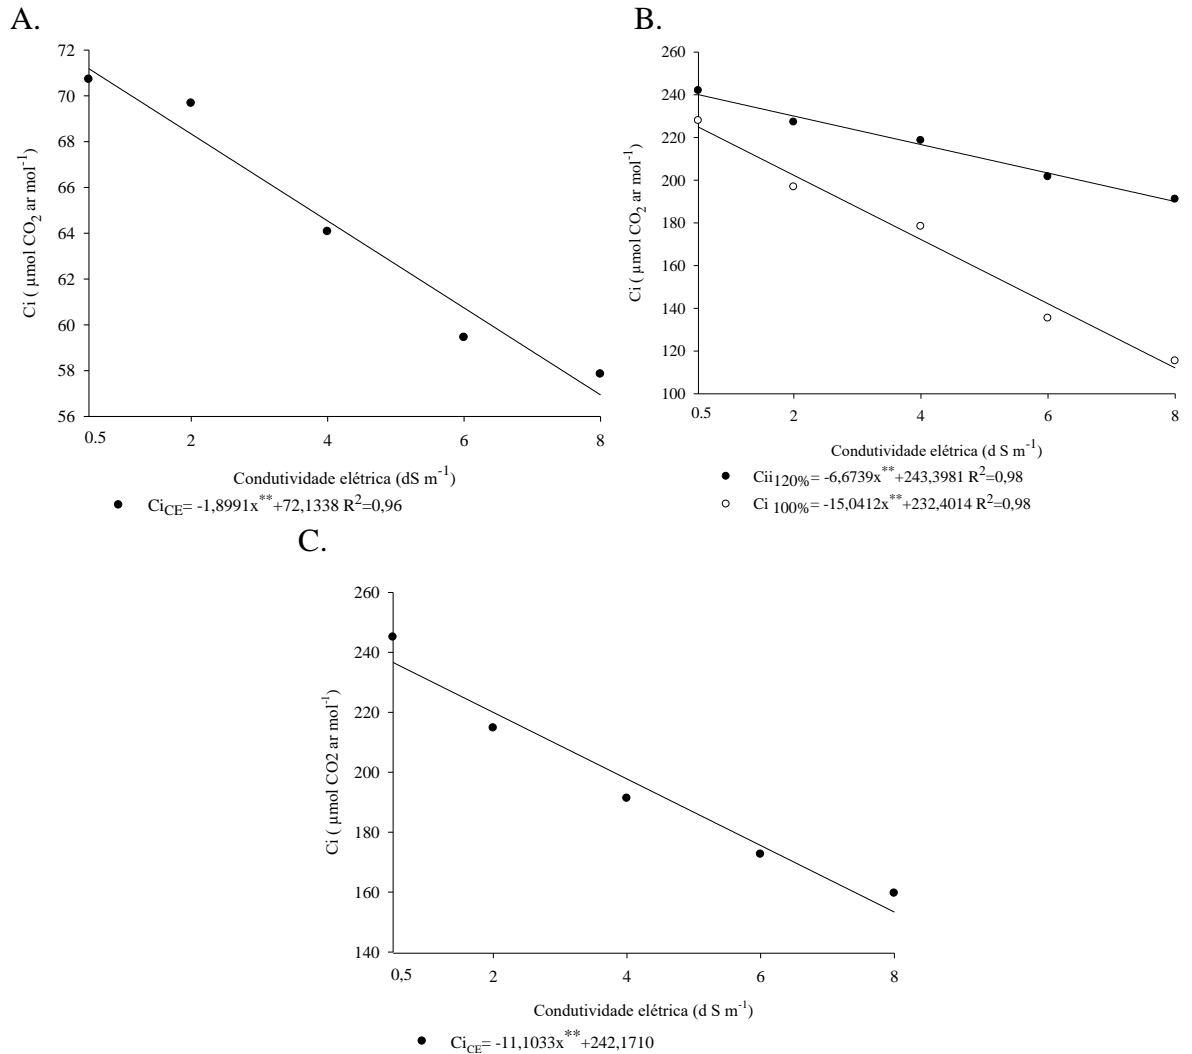 A.
72
70
68
66
64
62
60
58
56
Ci ( µmol CO2 ar mol-1)
0.5 2 4 6 8
Condutividade elétrica (dS m-1)
CiCE= -1,8991x**+72,1338 R2=0,96
B.
260
240
220
200
180
160
140
120
100
Ci ( µmol CO2 ar mol-1)
0.5 2 4 6 8
Condutividade elétrica (d S m-1)
Cii120%= -6,6739x**+243,3981 R2=0,98
Ci 100%= -15,0412x**+232,4014 R2=0,98
C.
260
240
220
200
180
160
140
Ci ( µmol CO2 ar mol-1)
0,5 2 4 6 8
Condutividade elétrica (d S m-1)
CiCE= -11,1033x**+242,1710